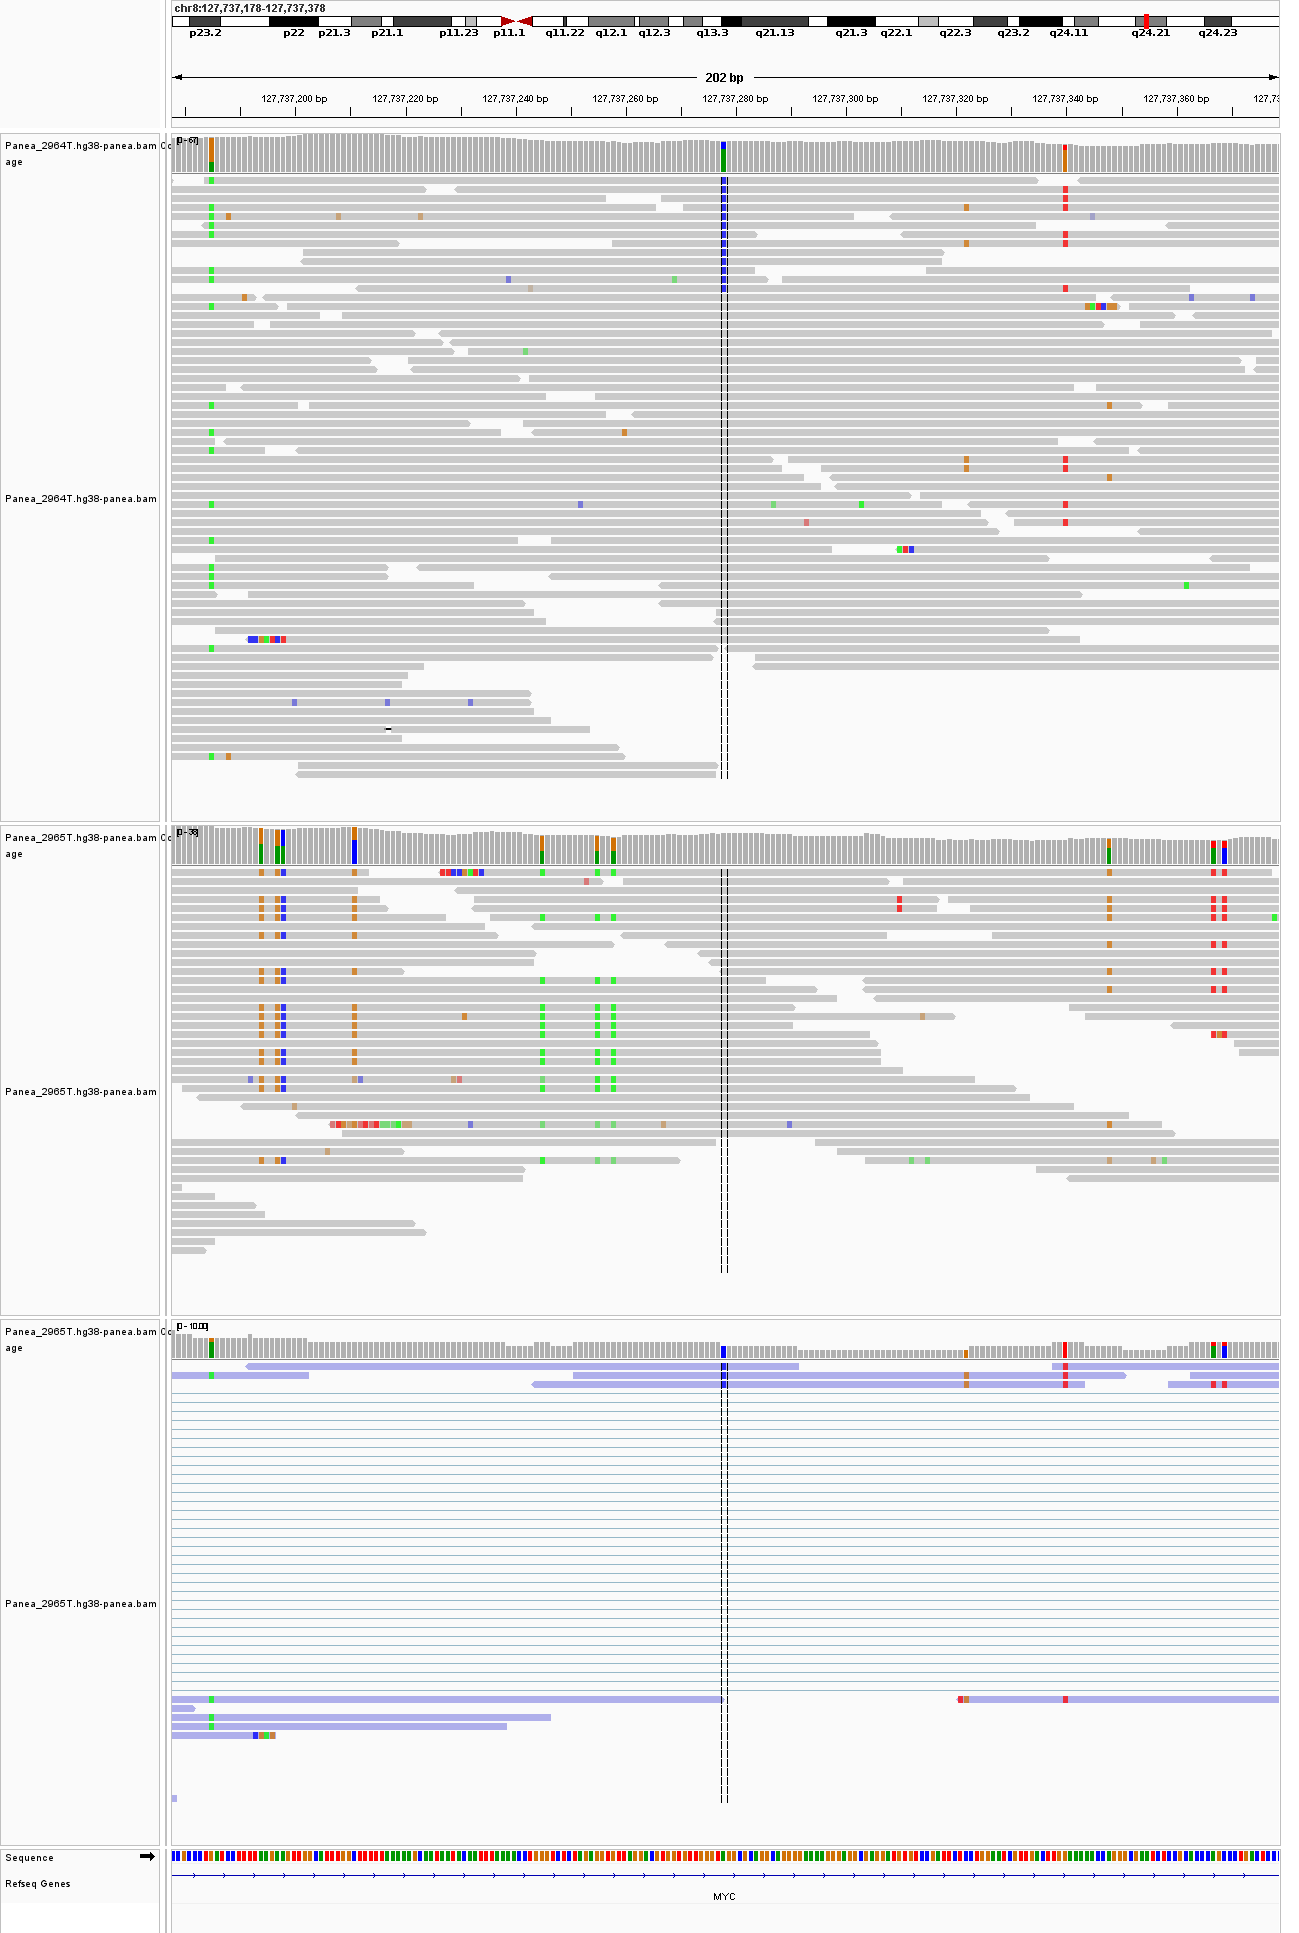 chr8:127,737,178-127,737,378
p23.2 p22 p21.3 p21.1 p11.23 p11.1 q11.22 q12.1 q12.3 q13.3 q21.13 q21.3 q22.1 q22.3 q23.2 q24.11 q24.21 q24.23
202 bp
127,737,200 bp 127,737,220 bp 127,737,240 bp 127,737,260 bp 127,737,280 bp 127,737,300 bp 127,737,320 bp 127,737,340 bp 127,737,360 bp 127,73
Panea_2964T.hg38-panea.bam Co
age
[0 - 67]
Panea_2964T.hg38-panea.bam
Panea_2965T.hg38-panea.bam Co
age
[0 - 38]
Panea_2965T.hg38-panea.bam
Panea_2965T.hg38-panea.bam Co
age
[0 - 10.00]
Panea_2965T.hg38-panea.bam
Sequence
Refseq Genes
MYC